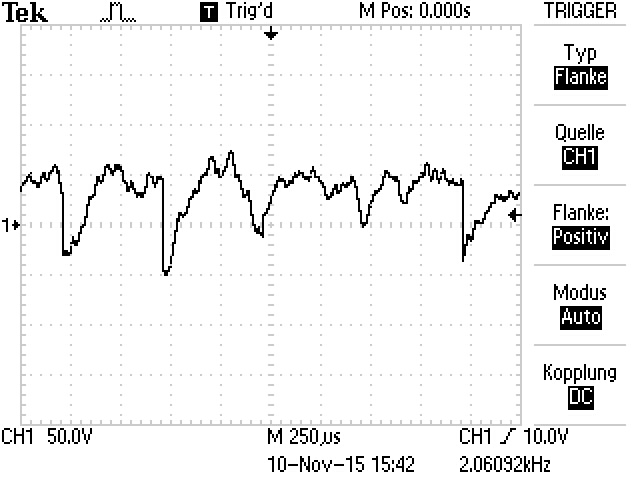 Tek T Trig'd M Pos: 0.000s TRIGGER
Typ
Flanke
Quelle
CH1
Flanke:
Positiv
Modus
Auto
Kopplung
DC
1
CH1 50.0V M 250µs CH1 10.0V
10-Nov-15 15:42 2.06092kHz